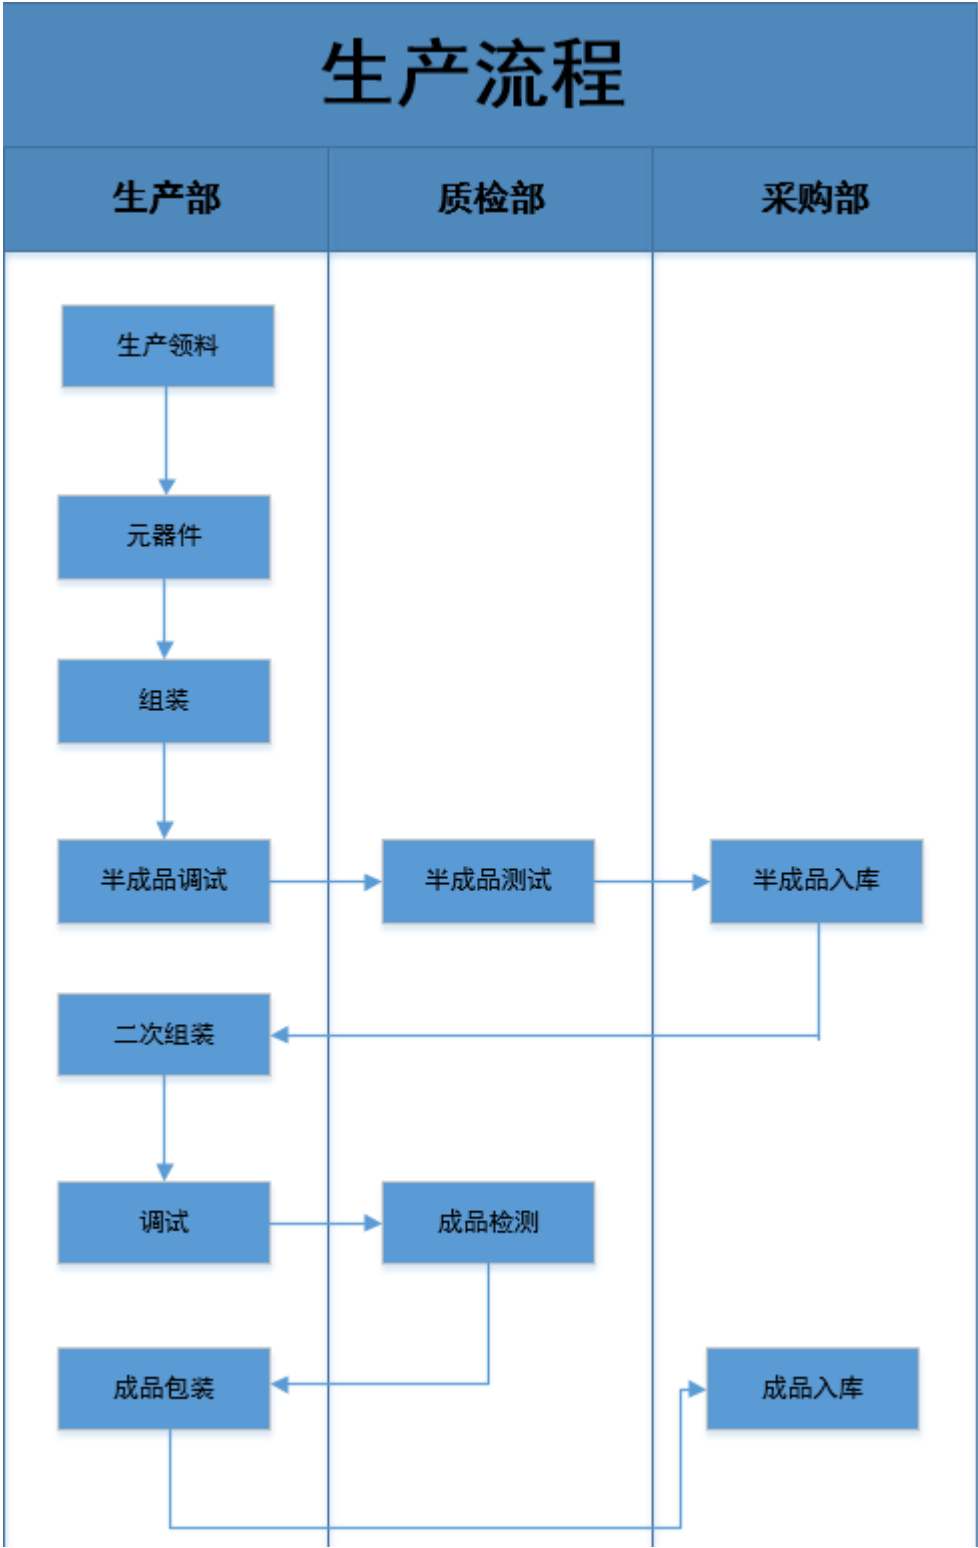 生产流程
生产部
质检部
采购部
生产领料
元器件
组装
半成品调试
半成品测试
半成品入库
二次组装
调试
成品检测
成品包装
成品入库